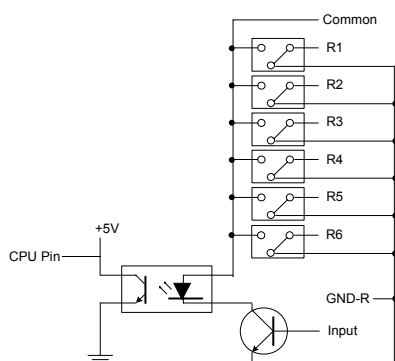 Common
R1
R2
R3
R4
R5
R6
+5V
CPU Pin
GND-R
Input